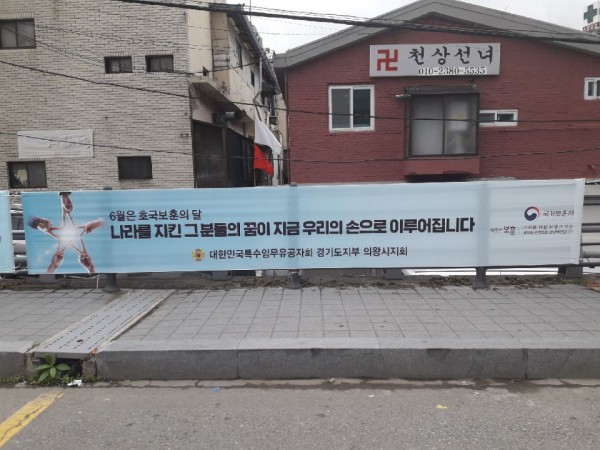 卍 천상선녀
010-2380-5535
6월은 호국보훈의 달
나라를 지킨 그 분들의 꿈이 지금 우리의 손으로 이루어집니다
대한민국특수임무유공자회 경기도지부 의왕시지회
국가보훈처
보훈